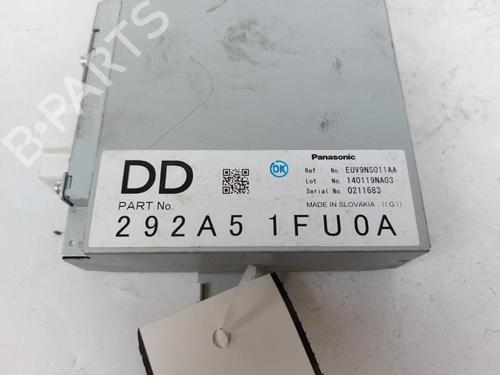 B-PARTS
DD
OK
Panasonic
Ref No. EUV9NS011AA
Lot No. 140119NA03
Serial No. 0211683
PART No.
MADE IN SLOVAKIA IIGII
292A5 1FU0A